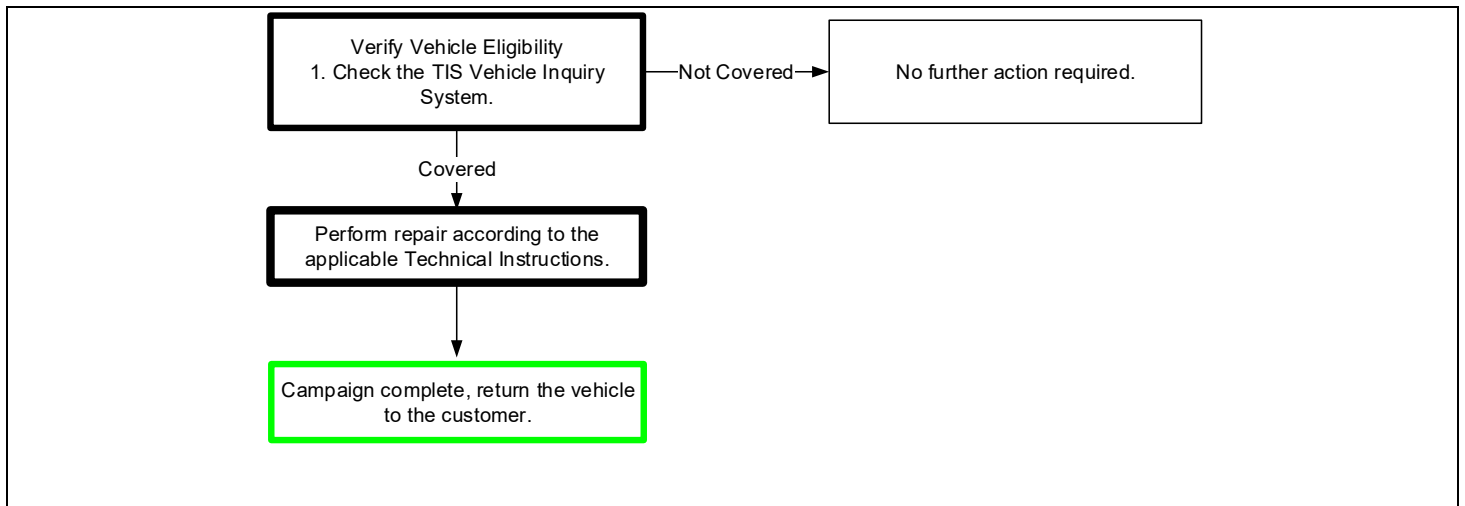 Verify Vehicle Eligibility
1. Check the TIS Vehicle Inquiry
System.
Not Covered
No further action required.
Covered
Perform repair according to the
applicable Technical Instructions.
Campaign complete, return the vehicle
to the customer.